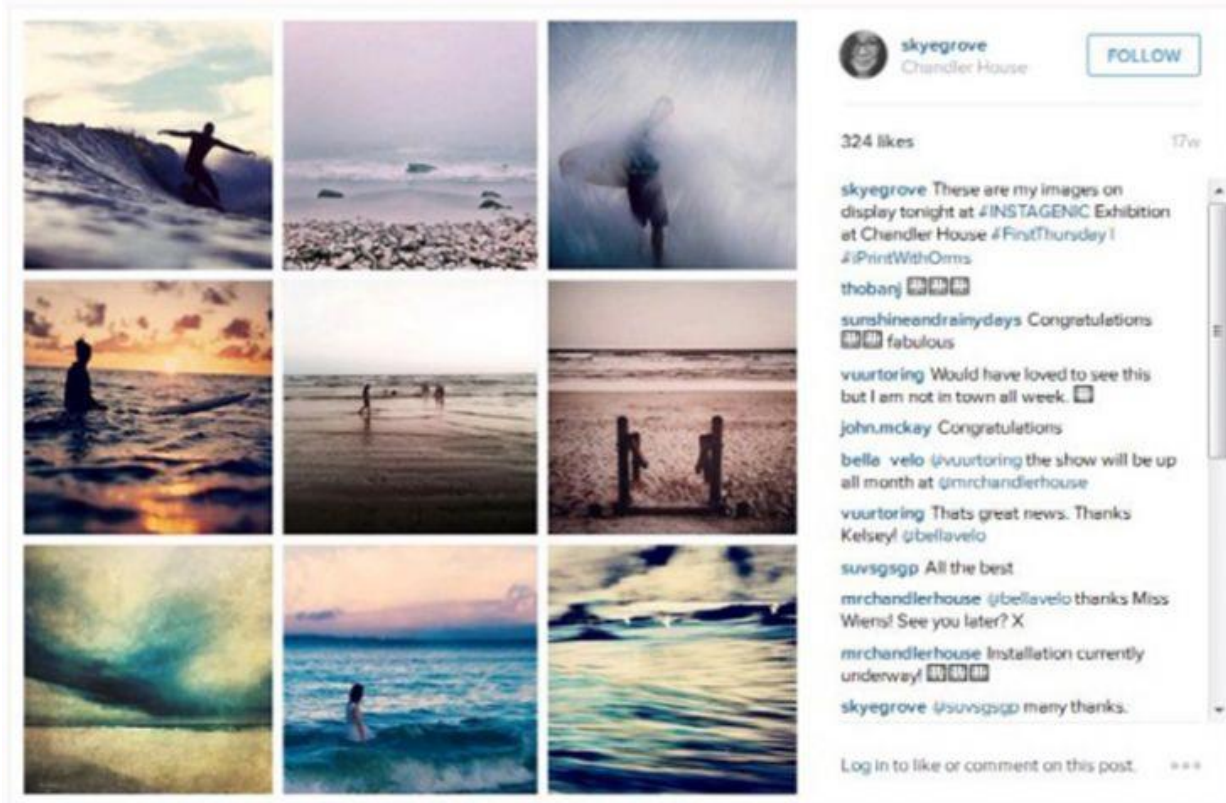 skyegrove
Chandler House
FOLLOW
324 likes
17w
skyegrove These are my images on
display tonight at #INSTAGENIC Exhibition
at Chandler House #FirstThursday |
#iPrintWithOrms
thobanj
sunshineandrainydays Congratulations
fabulous
vuurtoring Would have loved to see this
but I am not in town all week.
john.mckay Congratulations
bella_velo @vuurtoring the show will be up
all month at @mrchandlerhouse
vuurtoring Thats great news. Thanks
Kelsey! @bellavelo
suvsgsgp All the best
mrchandlerhouse @bellavelo thanks Miss
Wiens! See you later? X
mrchandlerhouse Installation currently
underway!
skyegrove @suvsgsgp many thanks.
Log in to like or comment on this post.